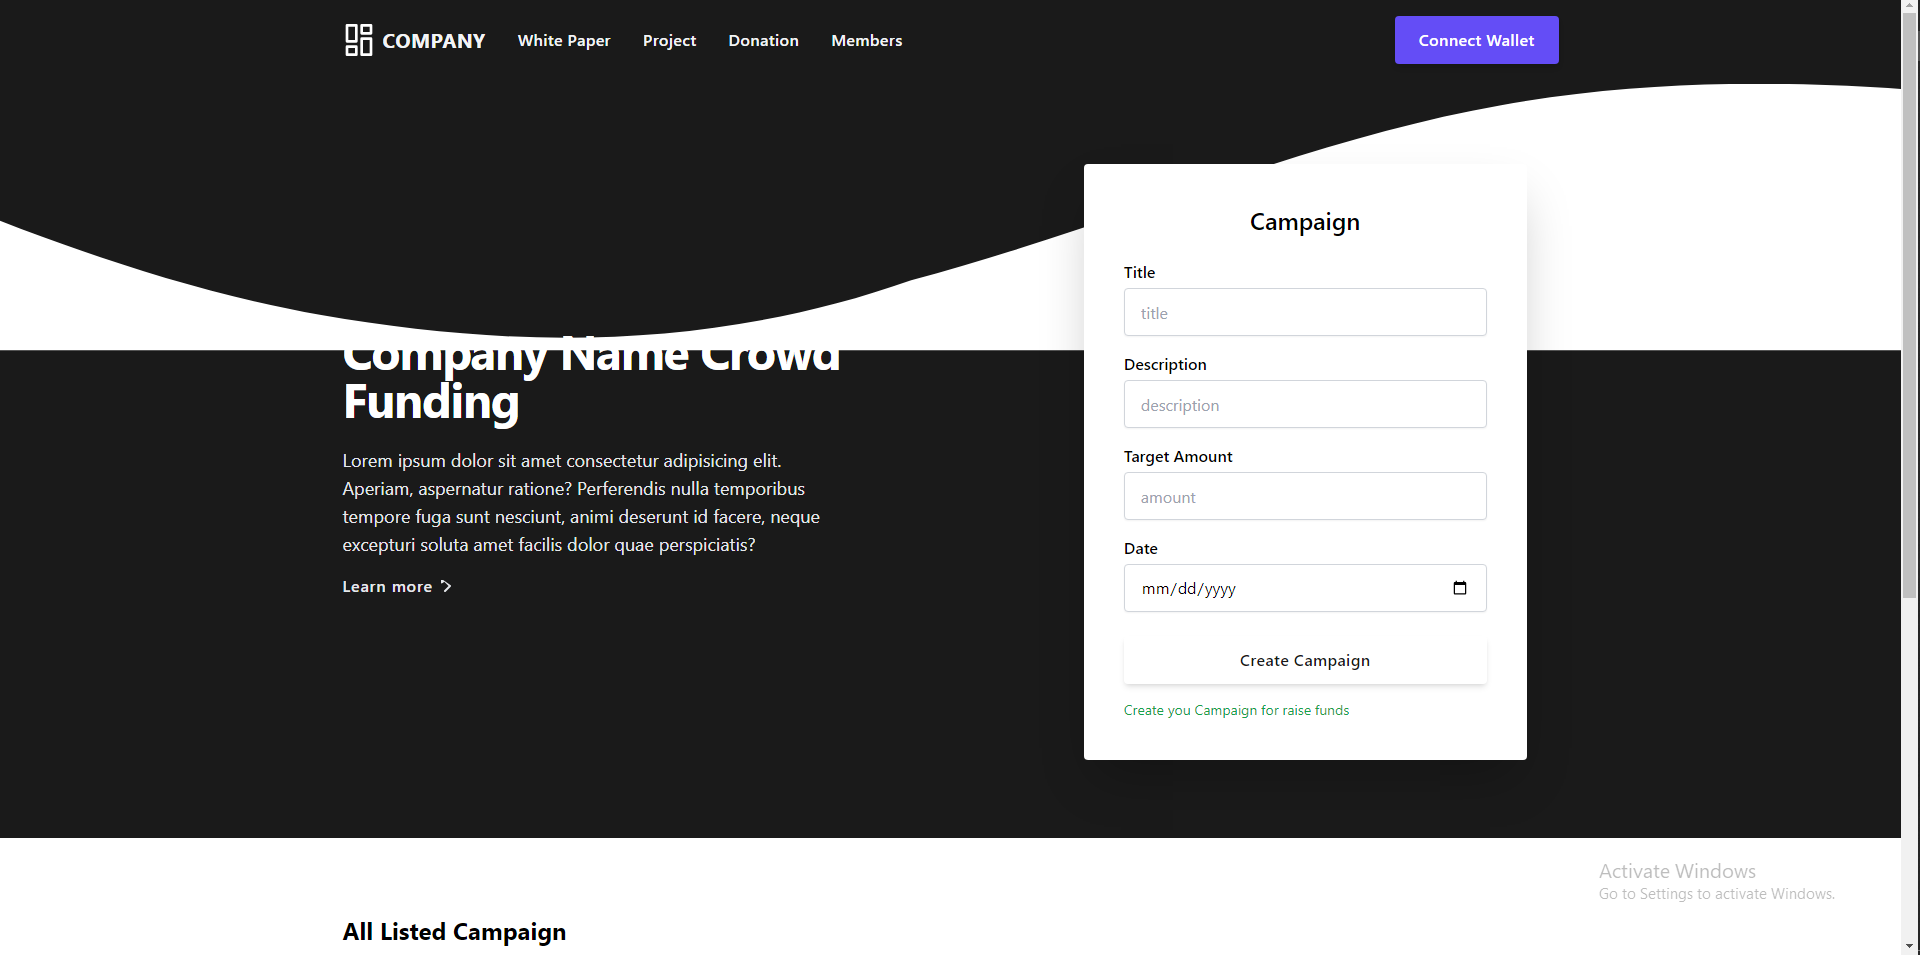 COMPANY
White Paper
Project
Donation
Members
Connect Wallet
Company Name Crowd
Funding
Lorem ipsum dolor sit amet consectetur adipisicing elit.
Aperiam, aspernatur ratione? Perferendis nulla temporibus
tempore fuga sunt nesciunt, animi deserunt id facere, neque
excepturi soluta amet facilis dolor quae perspiciatis?
Learn more
Campaign
Title
title
Description
description
Target Amount
amount
Date
mm/dd/yyyy
Create Campaign
Create you Campaign for raise funds
All Listed Campaign
Activate Windows
Go to Settings to activate Windows.